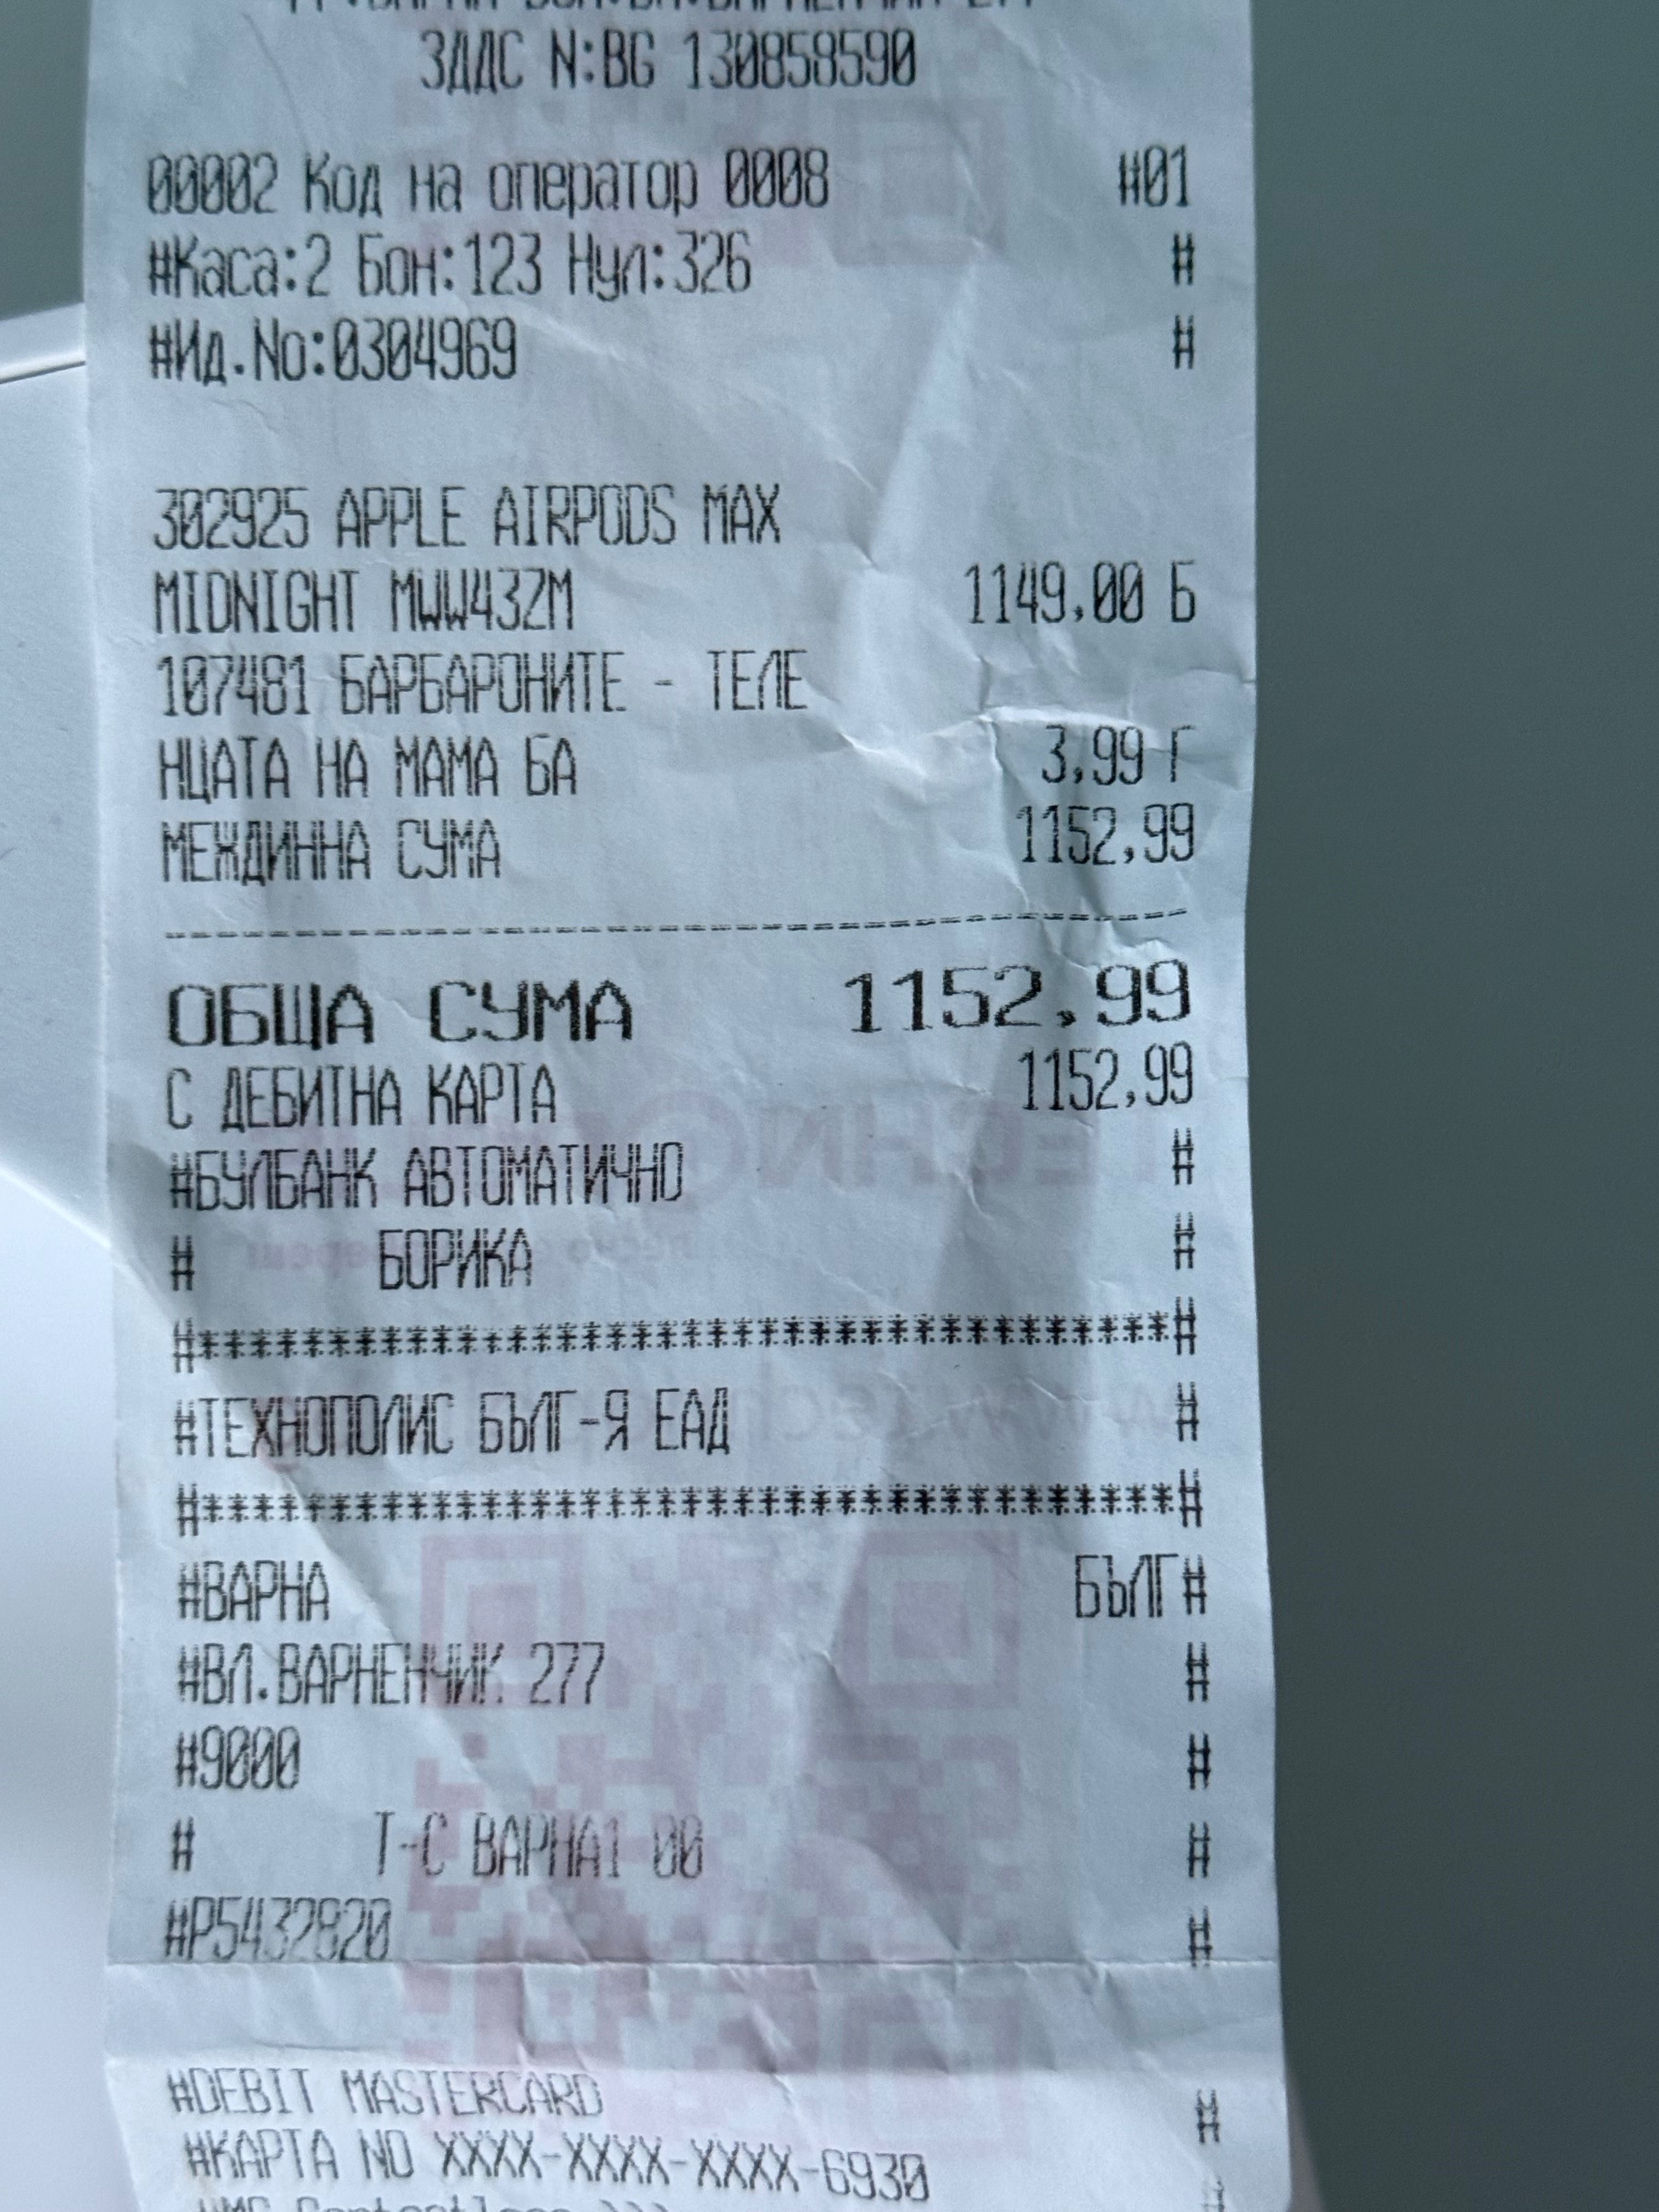 ЗДДС N:BG 130858590
00002 Код на оператор 0008 #01
#Каса:2 Бон:123 Нул:326 #
#Ид.No:0304969 #
302925 APPLE AIRPODS MAX
MIDNIGHT MWW43ZM 1149,00 Б
107481 БАРБАРОНИТЕ - ТЕЛЕ
НЦАТА НА МАМА БА 3,99 Г
МЕЖДИННА СУМА 1152,99
ОБЩА СУМА 1152,99
С ДЕБИТНА КАРТА 1152,99
#БУЛБАНК АВТОМАТИЧНО #
# БОРИКА #
#**************************************#
#ТЕХНОПОЛИС БЪЛГ-Я ЕАД #
#**************************************#
#ВАРНА БЪЛГ#
#ВЛ.ВАРНЕНЧИК 277 #
#9000 #
# Т-С ВАРНА1 00 #
#P5432820 #
#DEBIT MASTERCARD #
#КАРТА NO XXXX-XXXX-XXXX-6930 #